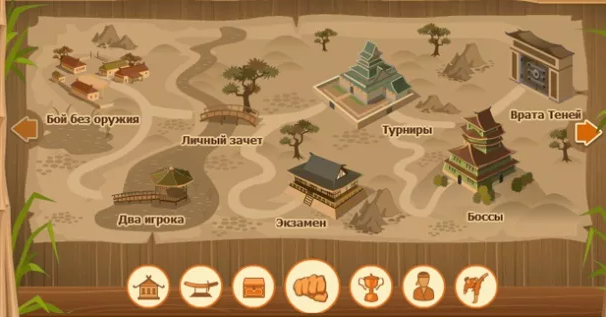 Бой без оружия
Личный зачет
Турниры
Врата Теней
Два игрока
Экзамен
Боссы